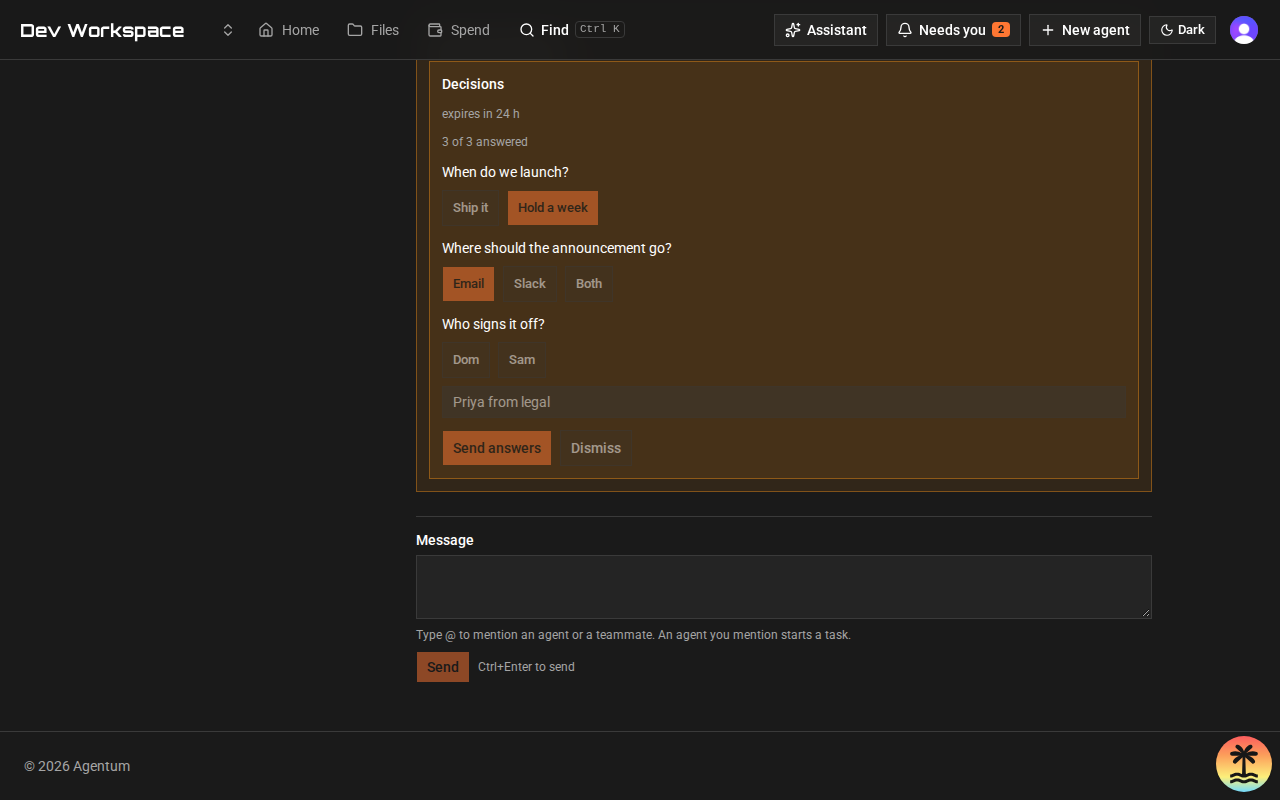 Dev Workspace
Home
Files
Spend
Find Ctrl K
Assistant
Needs you 2
New agent
Dark
Decisions
expires in 24 h
3 of 3 answered
When do we launch?
Ship it
Hold a week
Where should the announcement go?
Email
Slack
Both
Who signs it off?
Dom
Sam
Priya from legal
Send answers
Dismiss
Message
Type @ to mention an agent or a teammate. An agent you mention starts a task.
Send
Ctrl+Enter to send
© 2026 Agentum